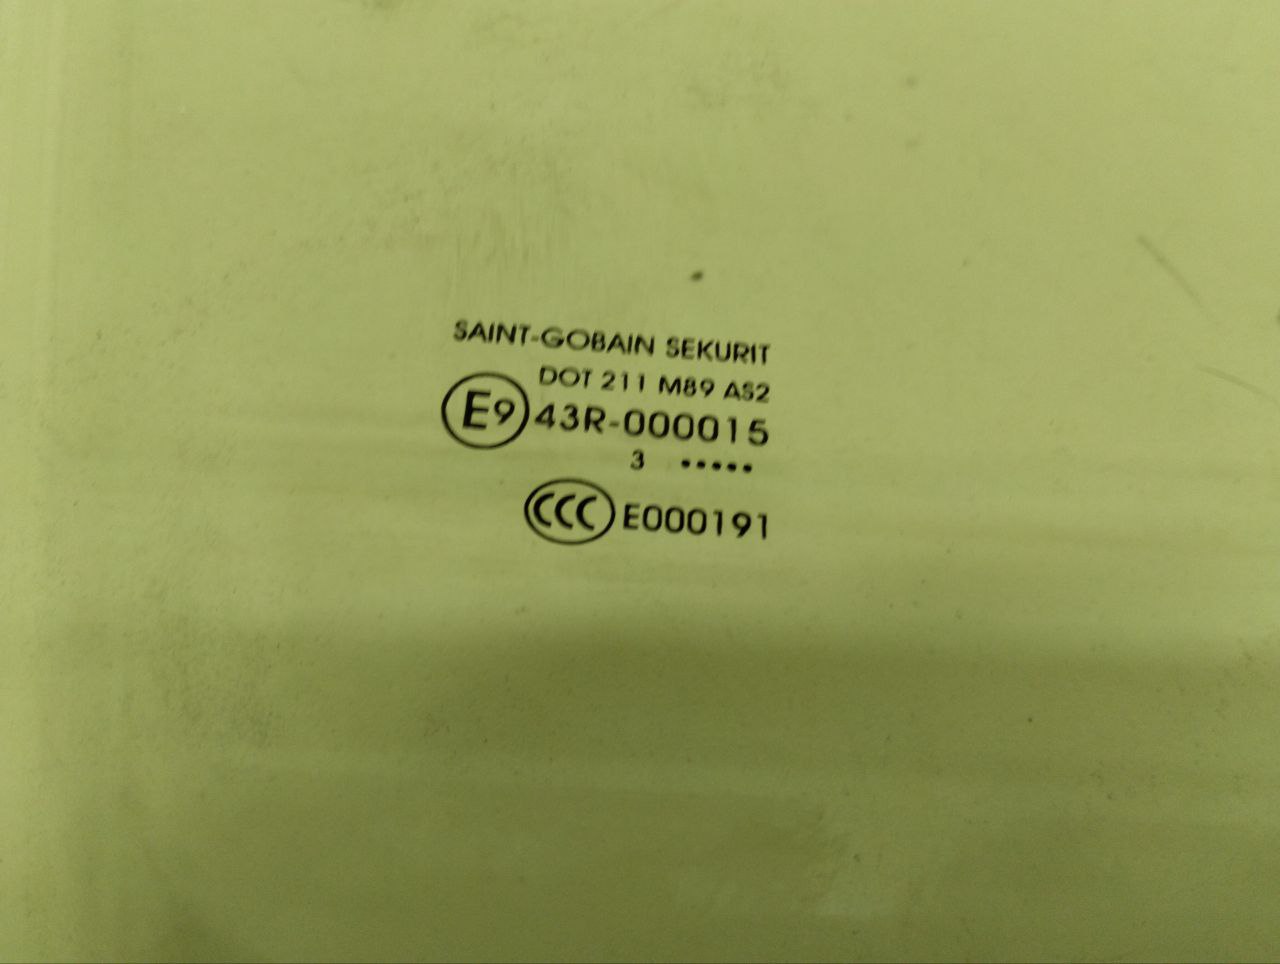 SAINT-GOBAIN SEKURIT
DOT 211 M89 AS2
E9 43R-000015
3 •••••
CCC E000191